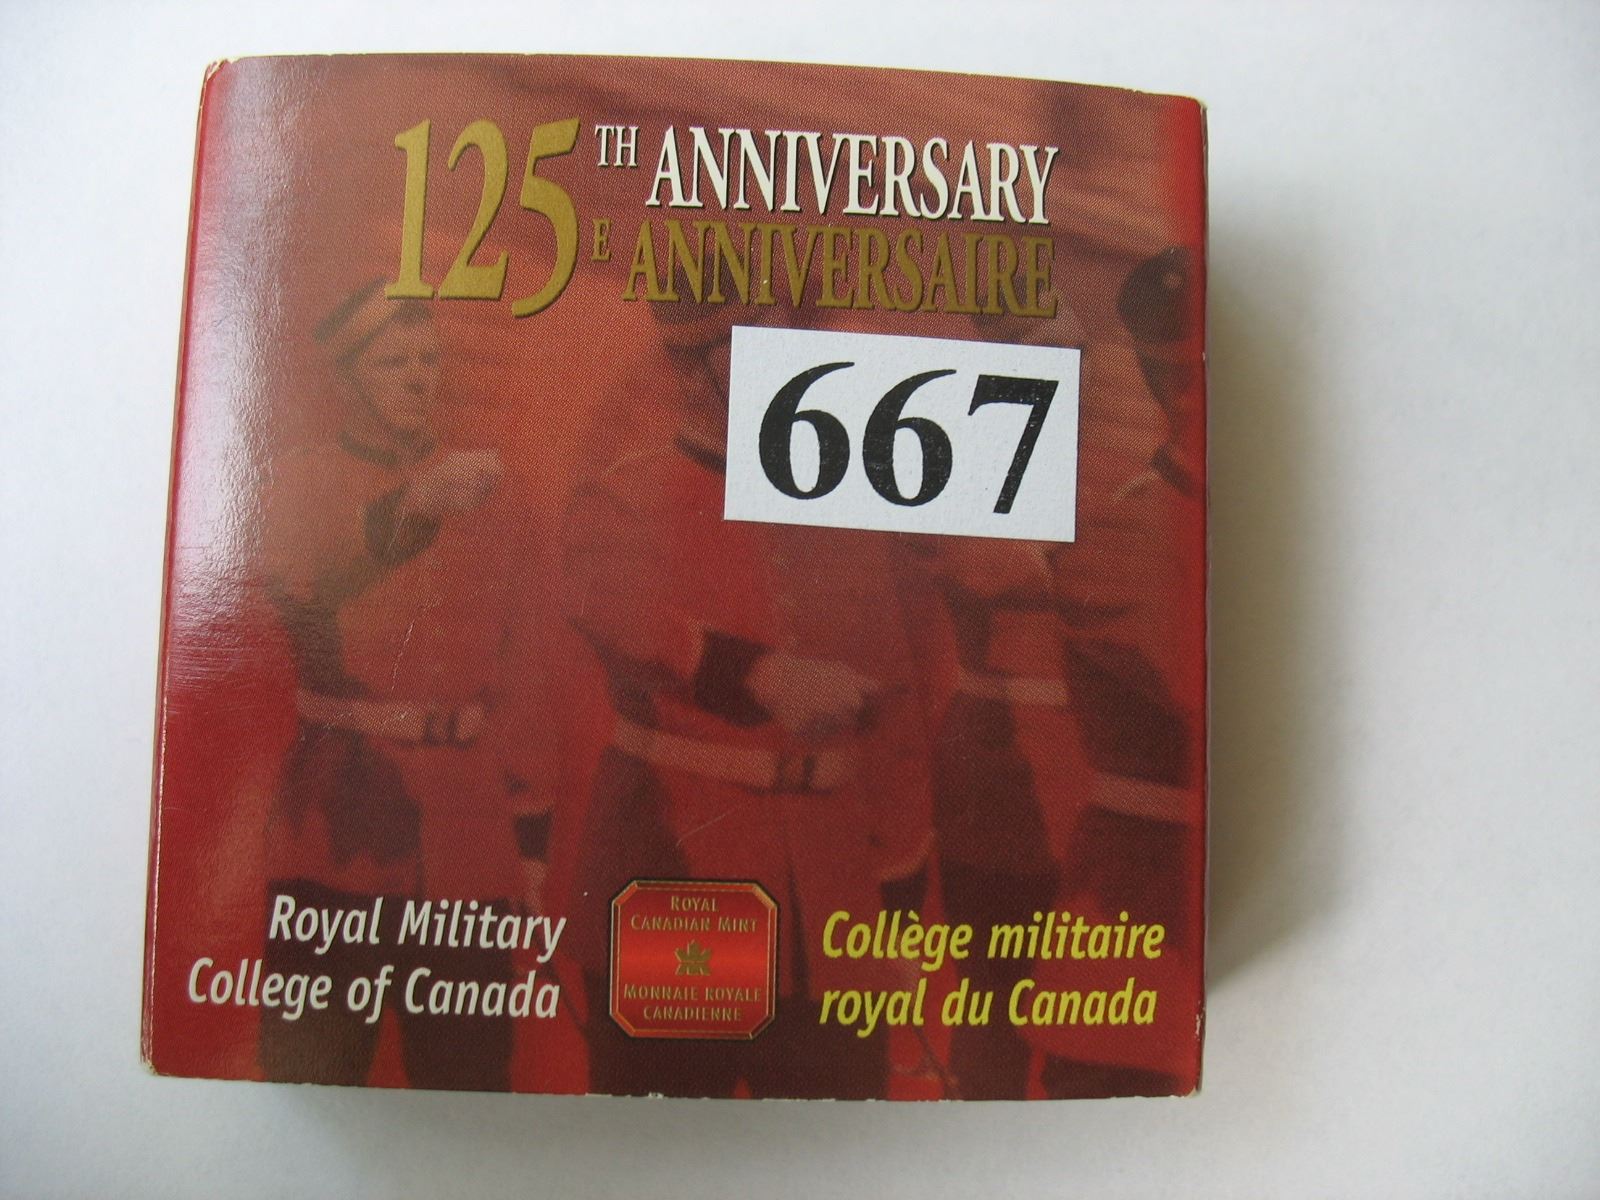 125TH ANNIVERSARY
E ANNIVERSAIRE
667
Royal Military
College of Canada
ROYAL
CANADIAN MINT
MONNAIE ROYALE
CANADIENNE
Collège militaire
royal du Canada